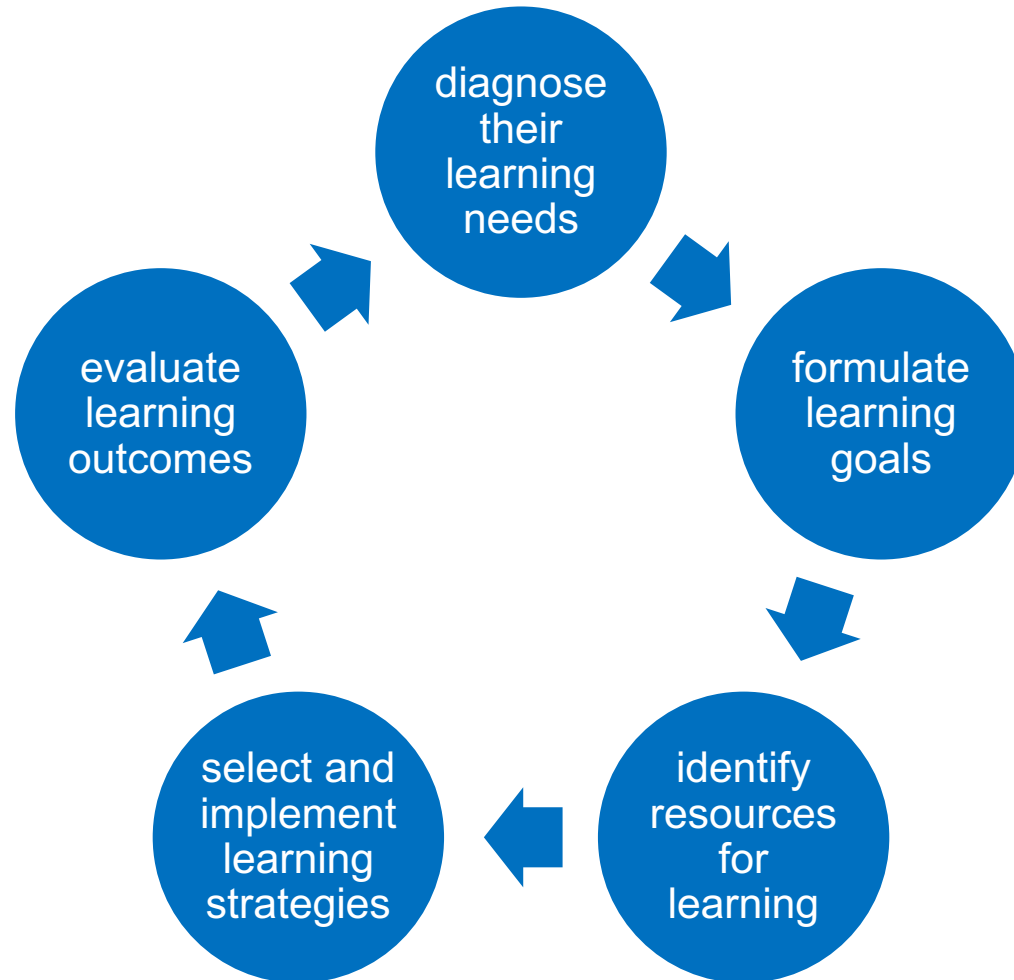 diagnose
their
learning
needs
formulate
learning
goals
identify
resources
for
learning
select and
implement
learning
strategies
evaluate
learning
outcomes